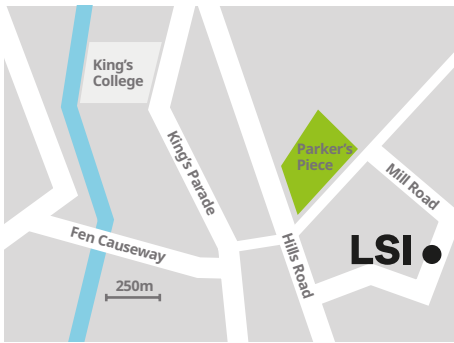 King's
College
King's Parade
Parker's
Piece
Mill Road
Fen Causeway
Hills Road
LSI
250m